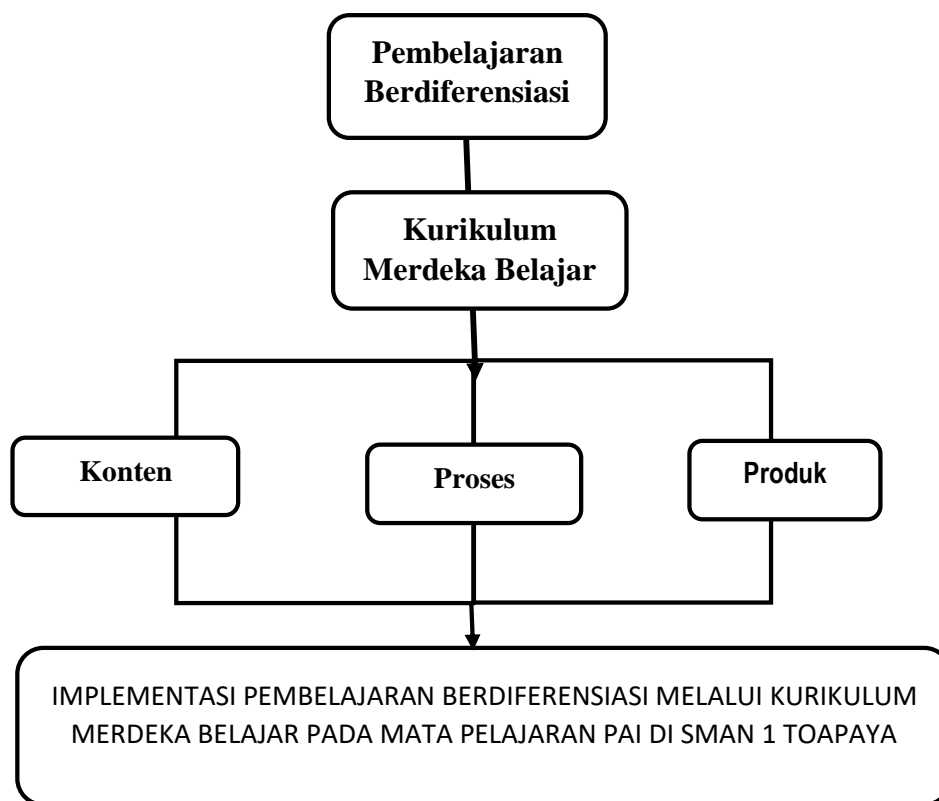 Pembelajaran
Berdiferensiasi
Kurikulum
Merdeka Belajar
Konten
Proses
Produk
IMPLEMENTASI PEMBELAJARAN BERDIFERENSIASI MELALUI KURIKULUM
MERDEKA BELAJAR PADA MATA PELAJARAN PAI DI SMAN 1 TOAPAYA